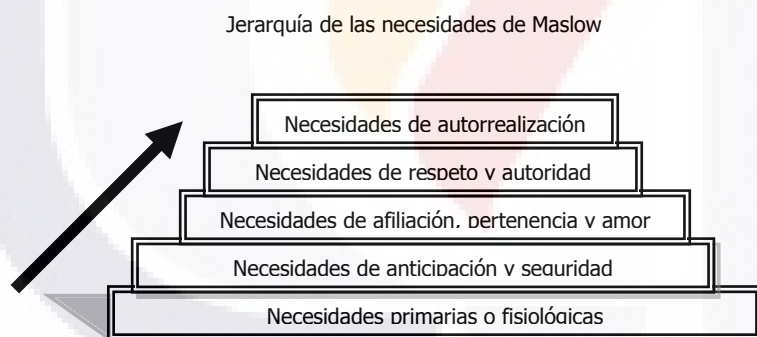 Jerarquía de las necesidades de Maslow
Necesidades de autorrealización
Necesidades de respeto y autoridad
Necesidades de afiliación, pertenencia y amor
Necesidades de anticipación y seguridad
Necesidades primarias o fisiológicas